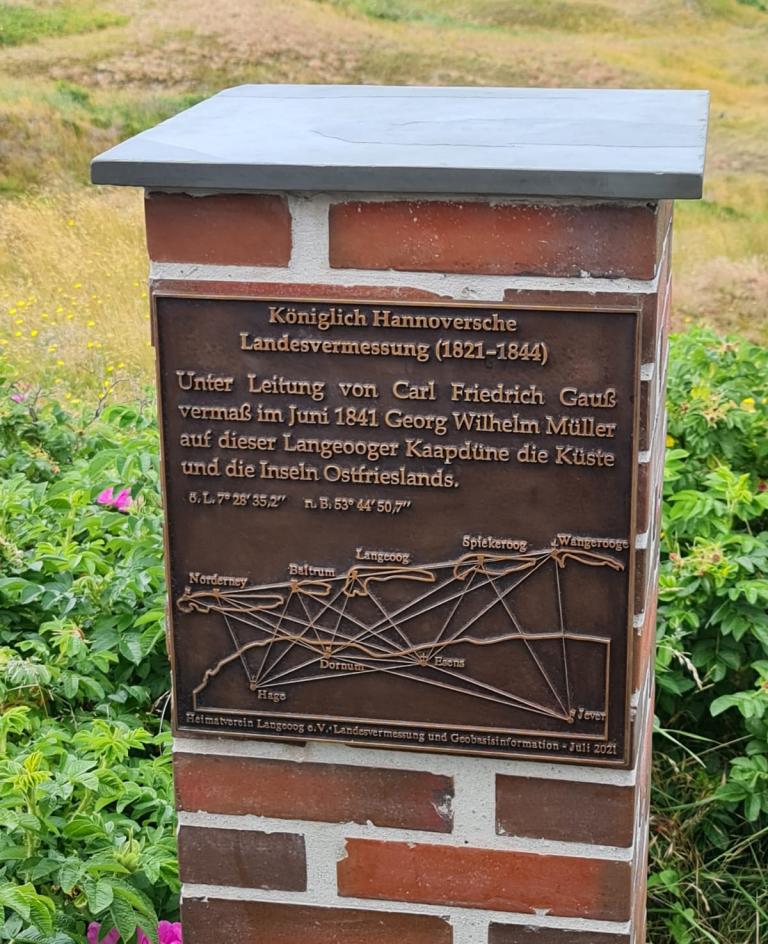 Königlich Hannoversche
Landesvermessung (1821–1844)
Unter Leitung von Carl Friedrich Gauß
vermaß im Juni 1841 Georg Wilhelm Müller
auf dieser Langeooger Kaapdüne die Küste
und die Inseln Ostfrieslands.
ö. L. 7° 28' 35,2" n. B. 53° 44' 50,7"
Spiekeroog Wangerooge
Langeoog
Baltrum
Norderney
Dornum Esens
Hage
Jever
Heimatverein Langeoog e.V. · Landesvermessung und Geobasisinformation - Juli 2021